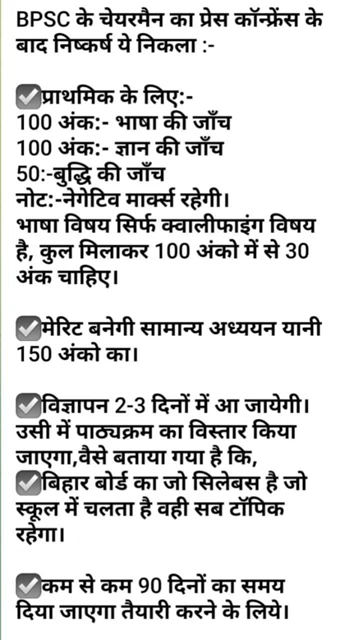 BPSC के चेयरमैन का प्रेस कॉन्फ्रेंस के
बाद निष्कर्ष ये निकला :-
✅प्राथमिक के लिए:-
100 अंक:- भाषा की जाँच
100 अंक:- ज्ञान की जाँच
50:-बुद्धि की जाँच
नोट:-नेगेटिव मार्क्स रहेगी।
भाषा विषय सिर्फ क्वालीफाइंग विषय
है, कुल मिलाकर 100 अंको में से 30
अंक चाहिए।
✅मेरिट बनेगी सामान्य अध्ययन यानी
150 अंको का।
✅विज्ञापन 2-3 दिनों में आ जायेगी।
उसी में पाठ्यक्रम का विस्तार किया
जाएगा,वैसे बताया गया है कि,
✅बिहार बोर्ड का जो सिलेबस है जो
स्कूल में चलता है वही सब टॉपिक
रहेगा।
✅कम से कम 90 दिनों का समय
दिया जाएगा तैयारी करने के लिये।